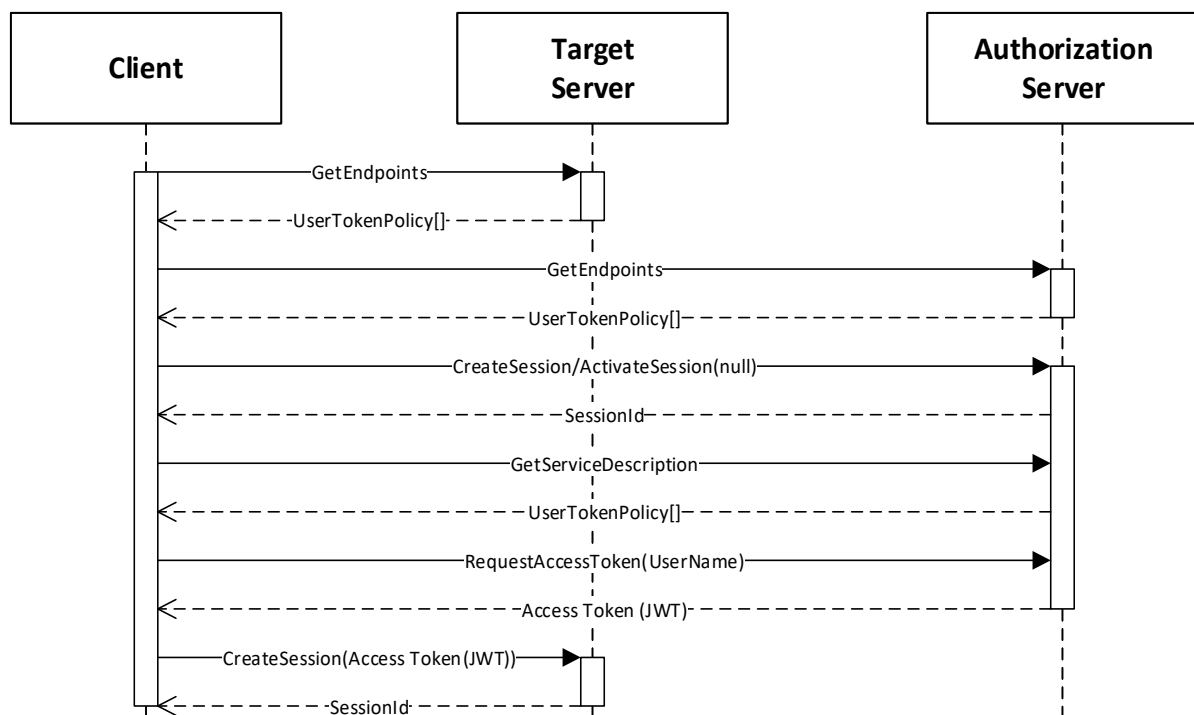 Client
Target
Server
Authorization
Server
GetEndpoints
UserTokenPolicy[]
GetEndpoints
UserTokenPolicy[]
CreateSession/ActivateSession(null)
SessionId
GetServiceDescription
UserTokenPolicy[]
RequestAccessToken(UserName)
Access Token (JWT)
CreateSession(Access Token(JWT))
SessionId